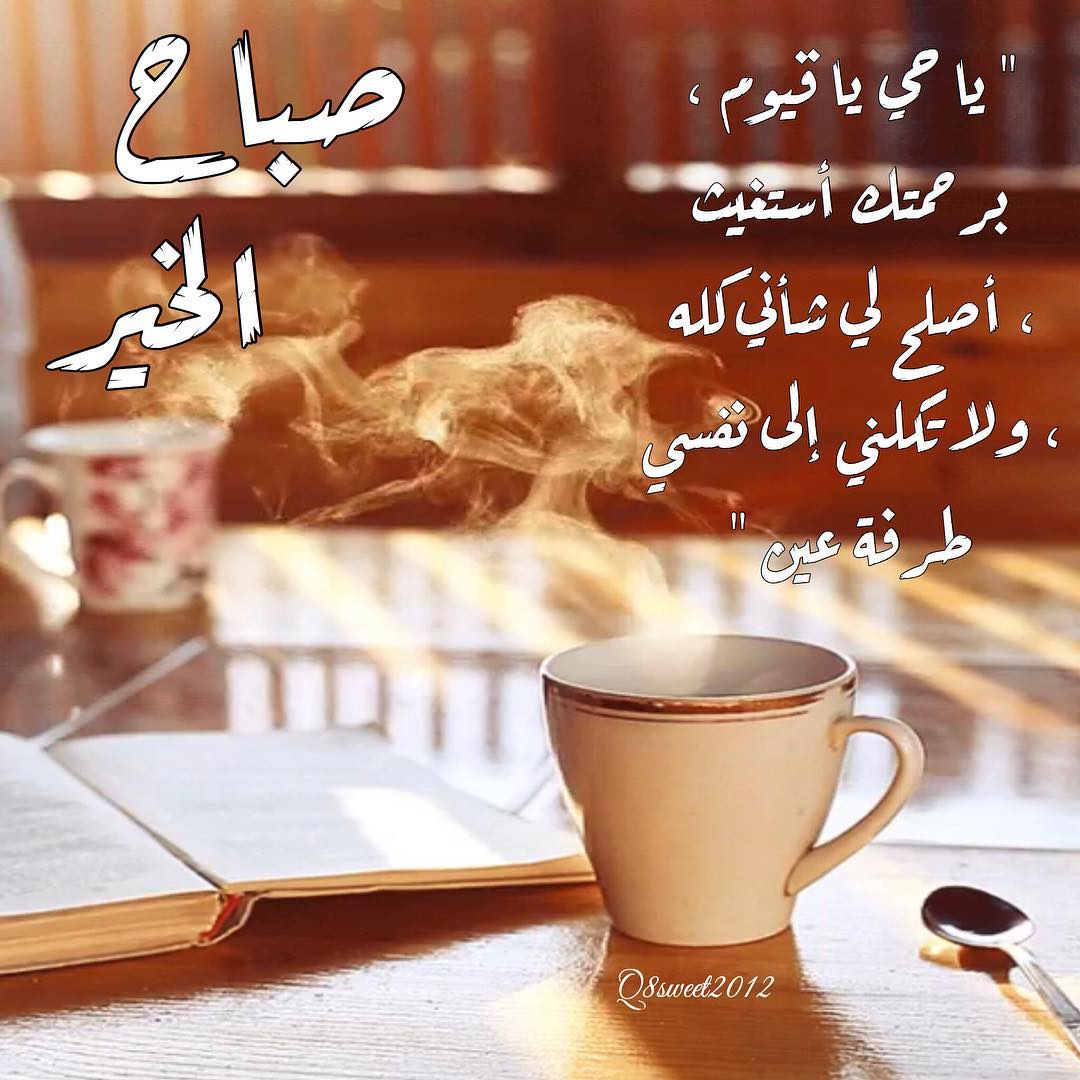 صباح
الخير
" يا حي يا قيوم ،
برحمتك أستغيث
، أصلح لي شأني كله
، ولا تكلني إلى نفسي
طرفة عين "
Q8sweet2012